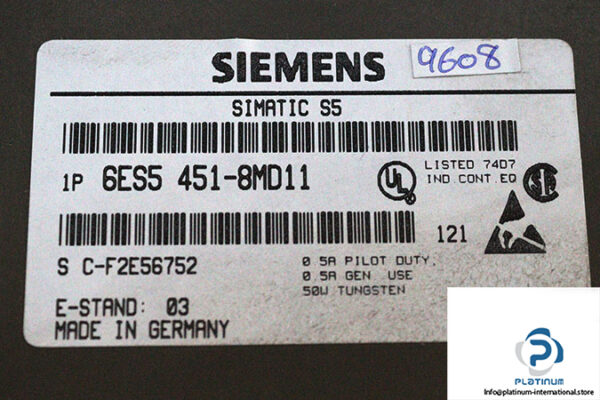 SIEMENS
9608
SIMATIC S5
1P 6ES5 451-8MD11
UL
LISTED 74D7
IND.CONT.EQ
121
S C-F2E56752
0 5A PILOT DUTY,
0.5A GEN USE
50W TUNGSTEN
E-STAND: 03
MADE IN GERMANY
PLATINUM
Info@platinum-international.store